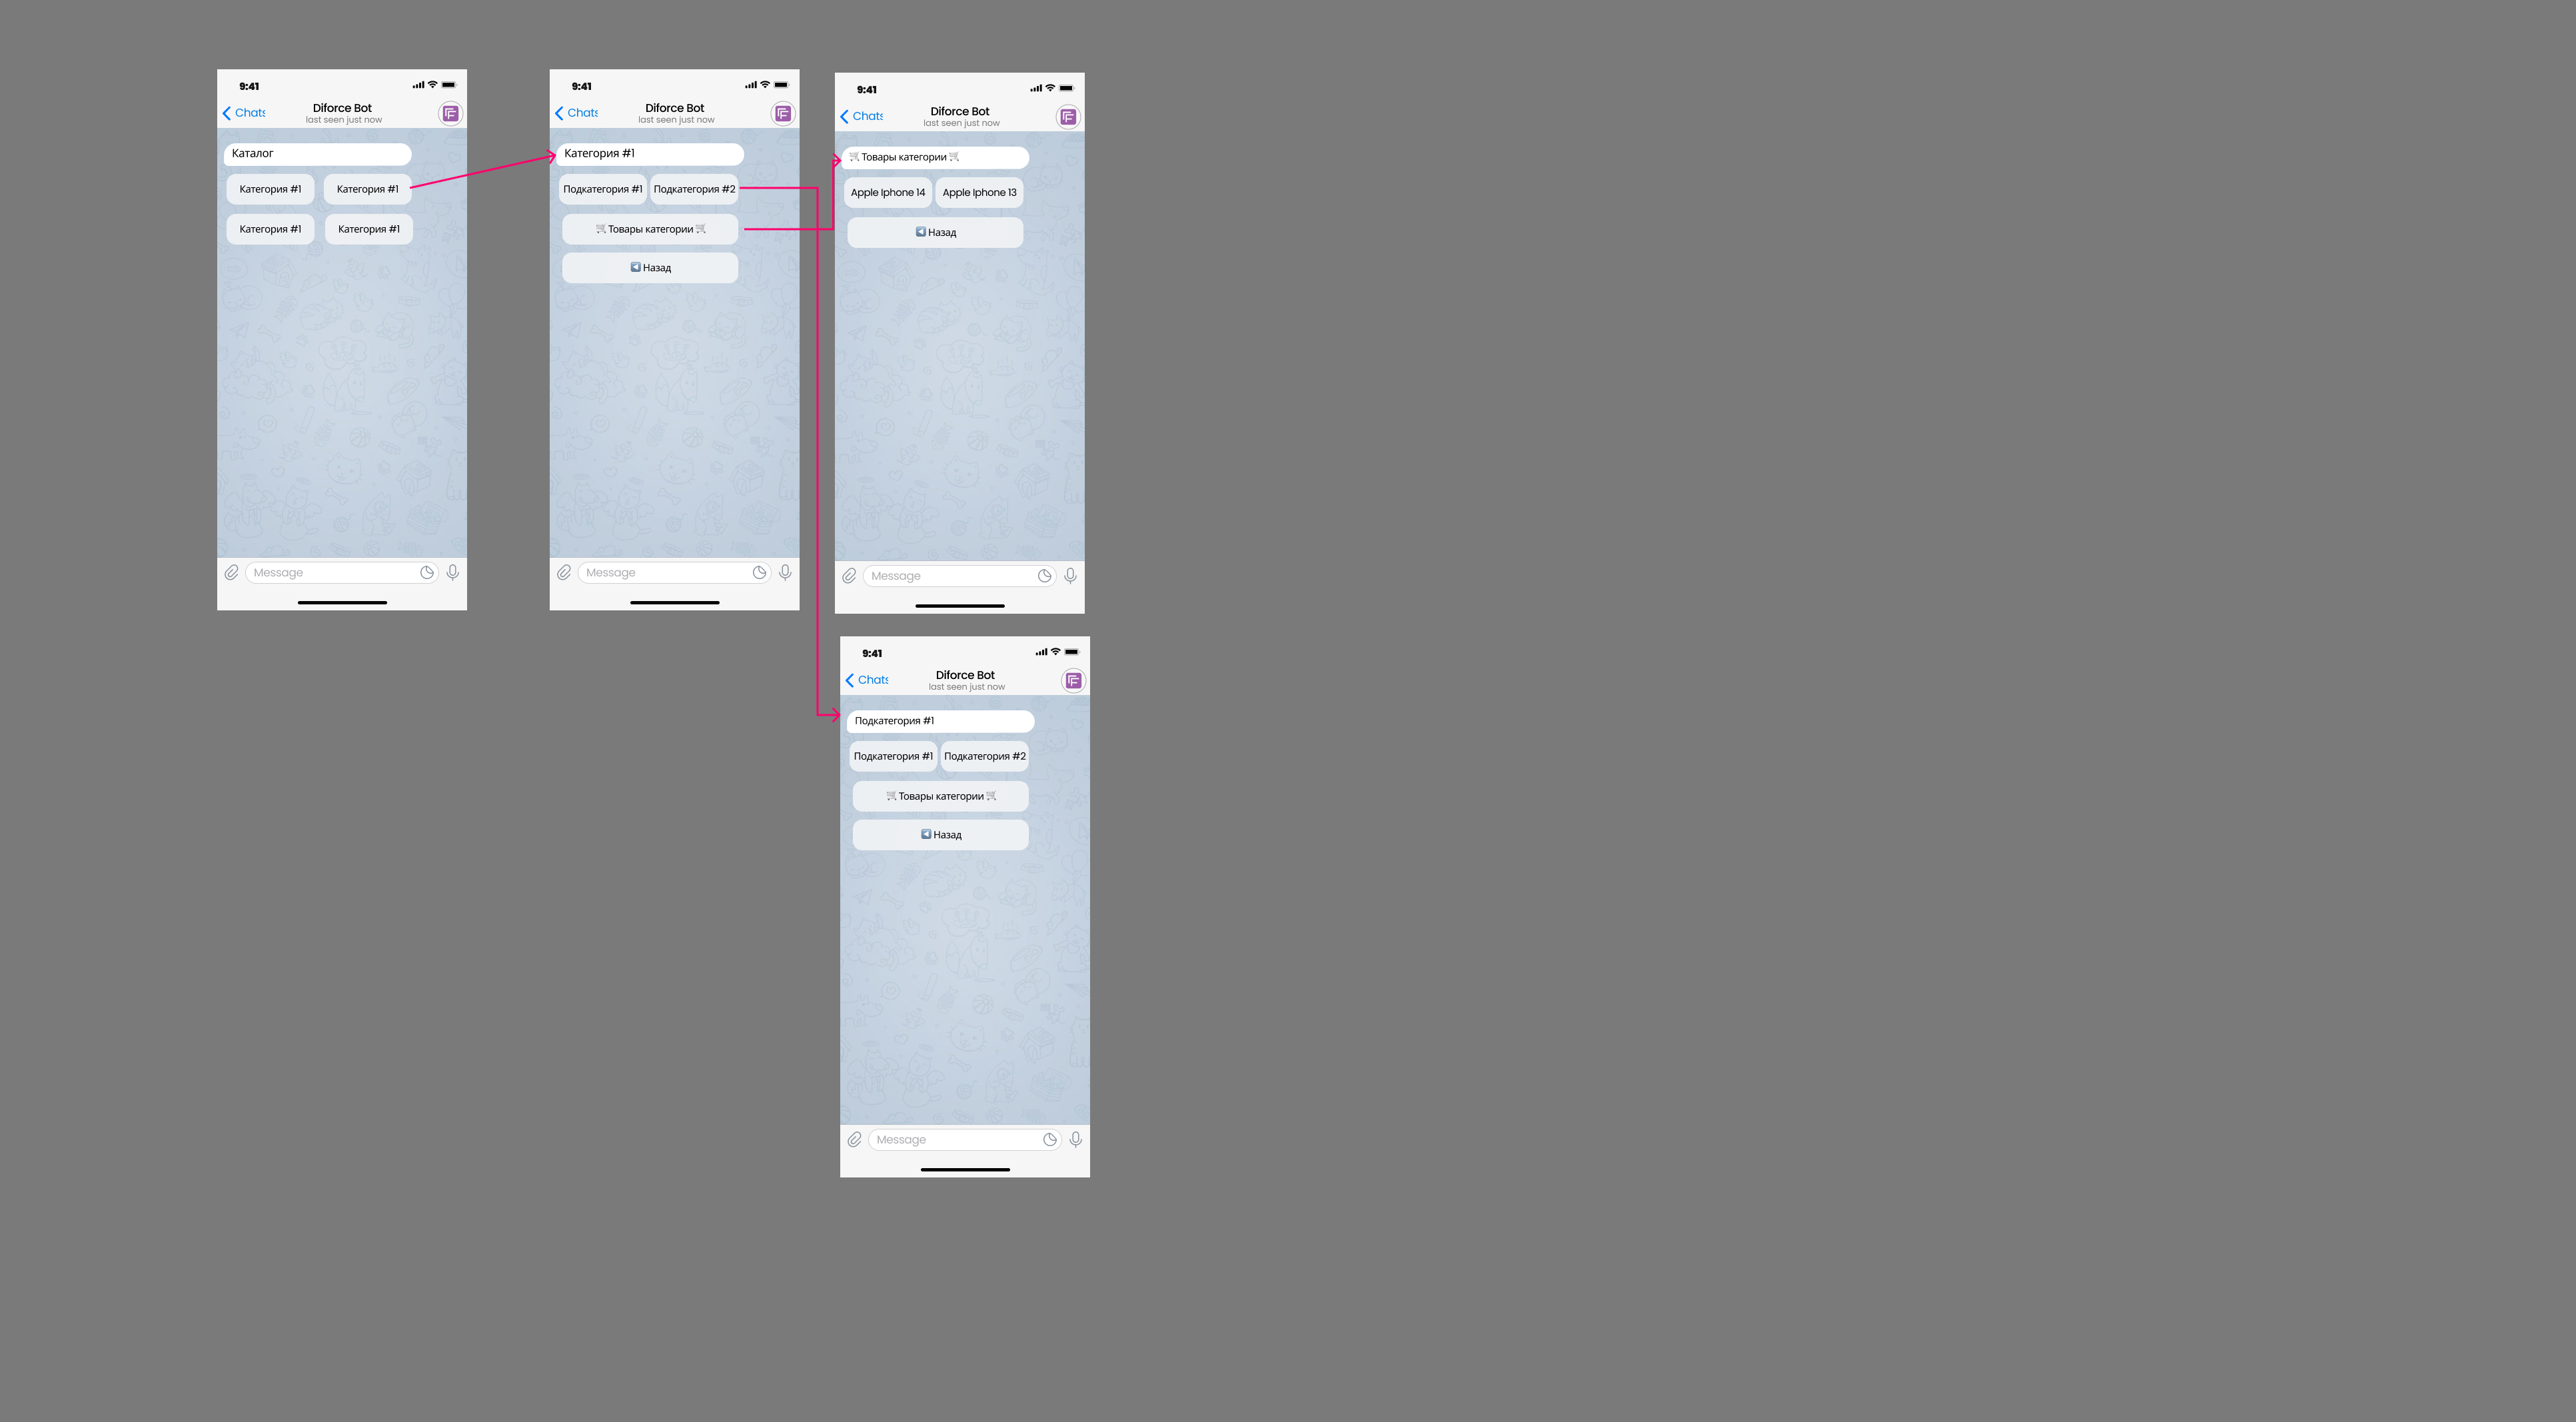 9:41
Chats
Diforce Bot
last seen just now
Каталог
Категория #1
Категория #1
Категория #1
Категория #1
Message
9:41
Chats
Diforce Bot
last seen just now
Категория #1
Подкатегория #1
Подкатегория #2
🛒 Товары категории 🛒
◀️ Назад
Message
9:41
Chats
Diforce Bot
last seen just now
🛒 Товары категории 🛒
Apple Iphone 14
Apple Iphone 13
◀️ Назад
Message
9:41
Chats
Diforce Bot
last seen just now
Подкатегория #1
Подкатегория #1
Подкатегория #2
🛒 Товары категории 🛒
◀️ Назад
Message